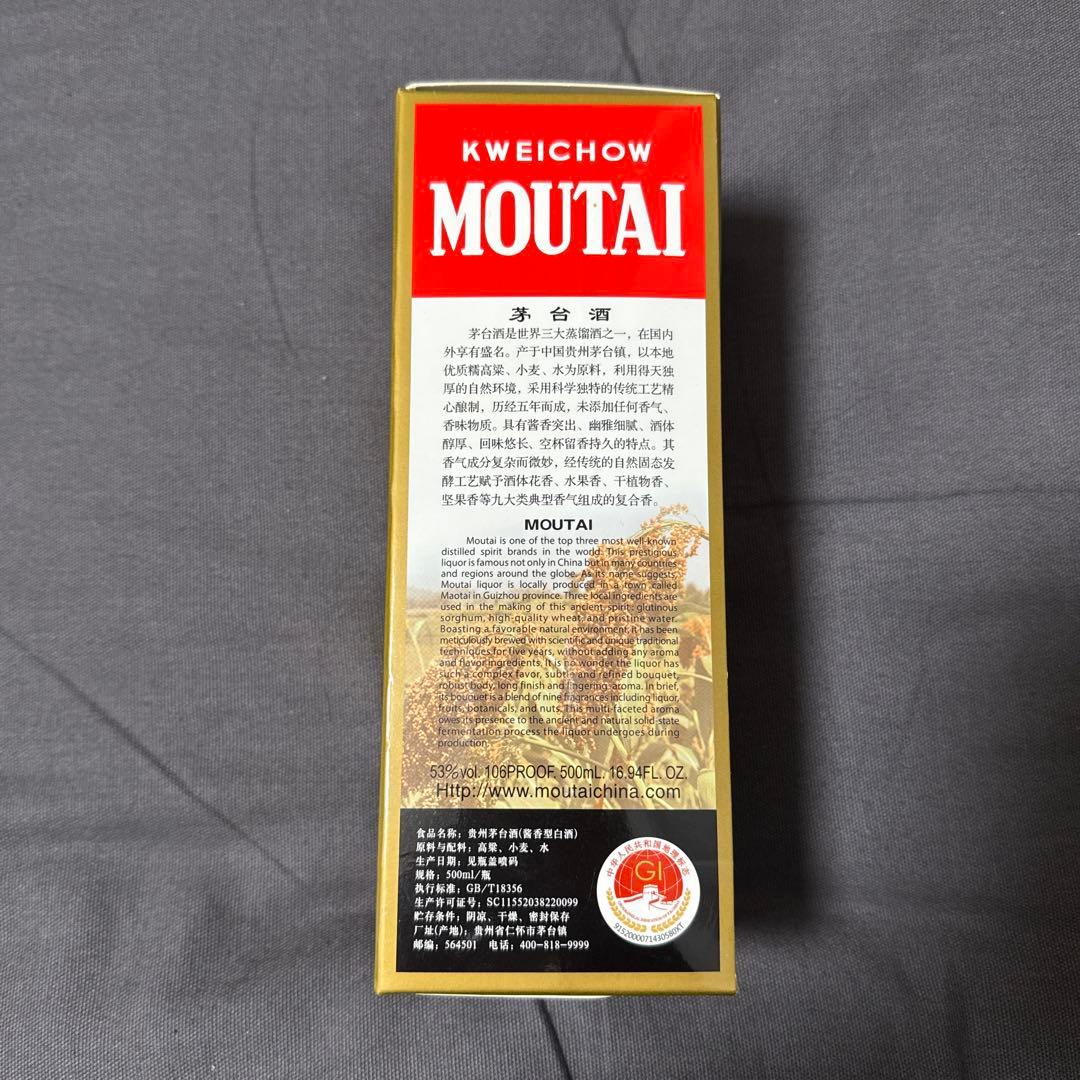 KWEICHOW
MOUTAI
茅台酒
茅台酒是世界三大蒸馏酒之一，在国内
外享有盛名。产于中国贵州茅台镇，以本地
优质糯高粱、小麦、水为原料，利用得天独
厚的自然环境，采用科学独特的传统工艺精
心酿制，历经五年而成，未添加任何香气、
香味物质。具有酱香突出、幽雅细腻、酒体
醇厚、回味悠长、空杯留香持久的特点。其
香气成分复杂而微妙，经传统的自然固态发
酵工艺赋予酒体花香、水果香、干植物香、
坚果香等九大类典型香气组成的复合香。
MOUTAI
Moutai is one of the top three most well-known
distilled spirit brands in the world. This prestigious
liquor is famous not only in China but in many countries
and regions around the globe. As its name suggests,
Moutai liquor is locally produced in a town called
Maotai in Guizhou province. Three local ingredients are
used in the making of this ancient spirit: glutinous
sorghum, high-quality wheat, and pristine water.
Boasting a favorable natural environment, it has been
meticulously brewed with scientific and unique traditional
techniques for five years, without adding any aroma
and flavor ingredients. It is no wonder the liquor has
such a complex favor, subtle and refined bouquet,
robust body, long finish and lingering aroma. In brief,
its bouquet is a blend of nine fragrances including liquor,
fruits, botanicals, and nuts. This multi-faceted aroma
owes its presence to the ancient and natural solid-state
fermentation process the liquor undergoes during
production.
53%vol. 106PROOF. 500mL. 16.94FL. OZ.
Http://www.moutaichina.com
食品名称：贵州茅台酒(酱香型白酒)
原料与配料：高粱、小麦、水
生产日期：见瓶盖喷码
规格：500ml/瓶
执行标准：GB/T18356
生产许可证号：SC11552038220099
贮存条件：阴凉、干燥、密封保存
厂址(产地)：贵州省仁怀市茅台镇
邮编：564501 电话：400-818-9999
中华人民共和国地理标志
GI
GEOGRAPHICAL INDICATION OF P.R.CHINA
91520000714305 80XT